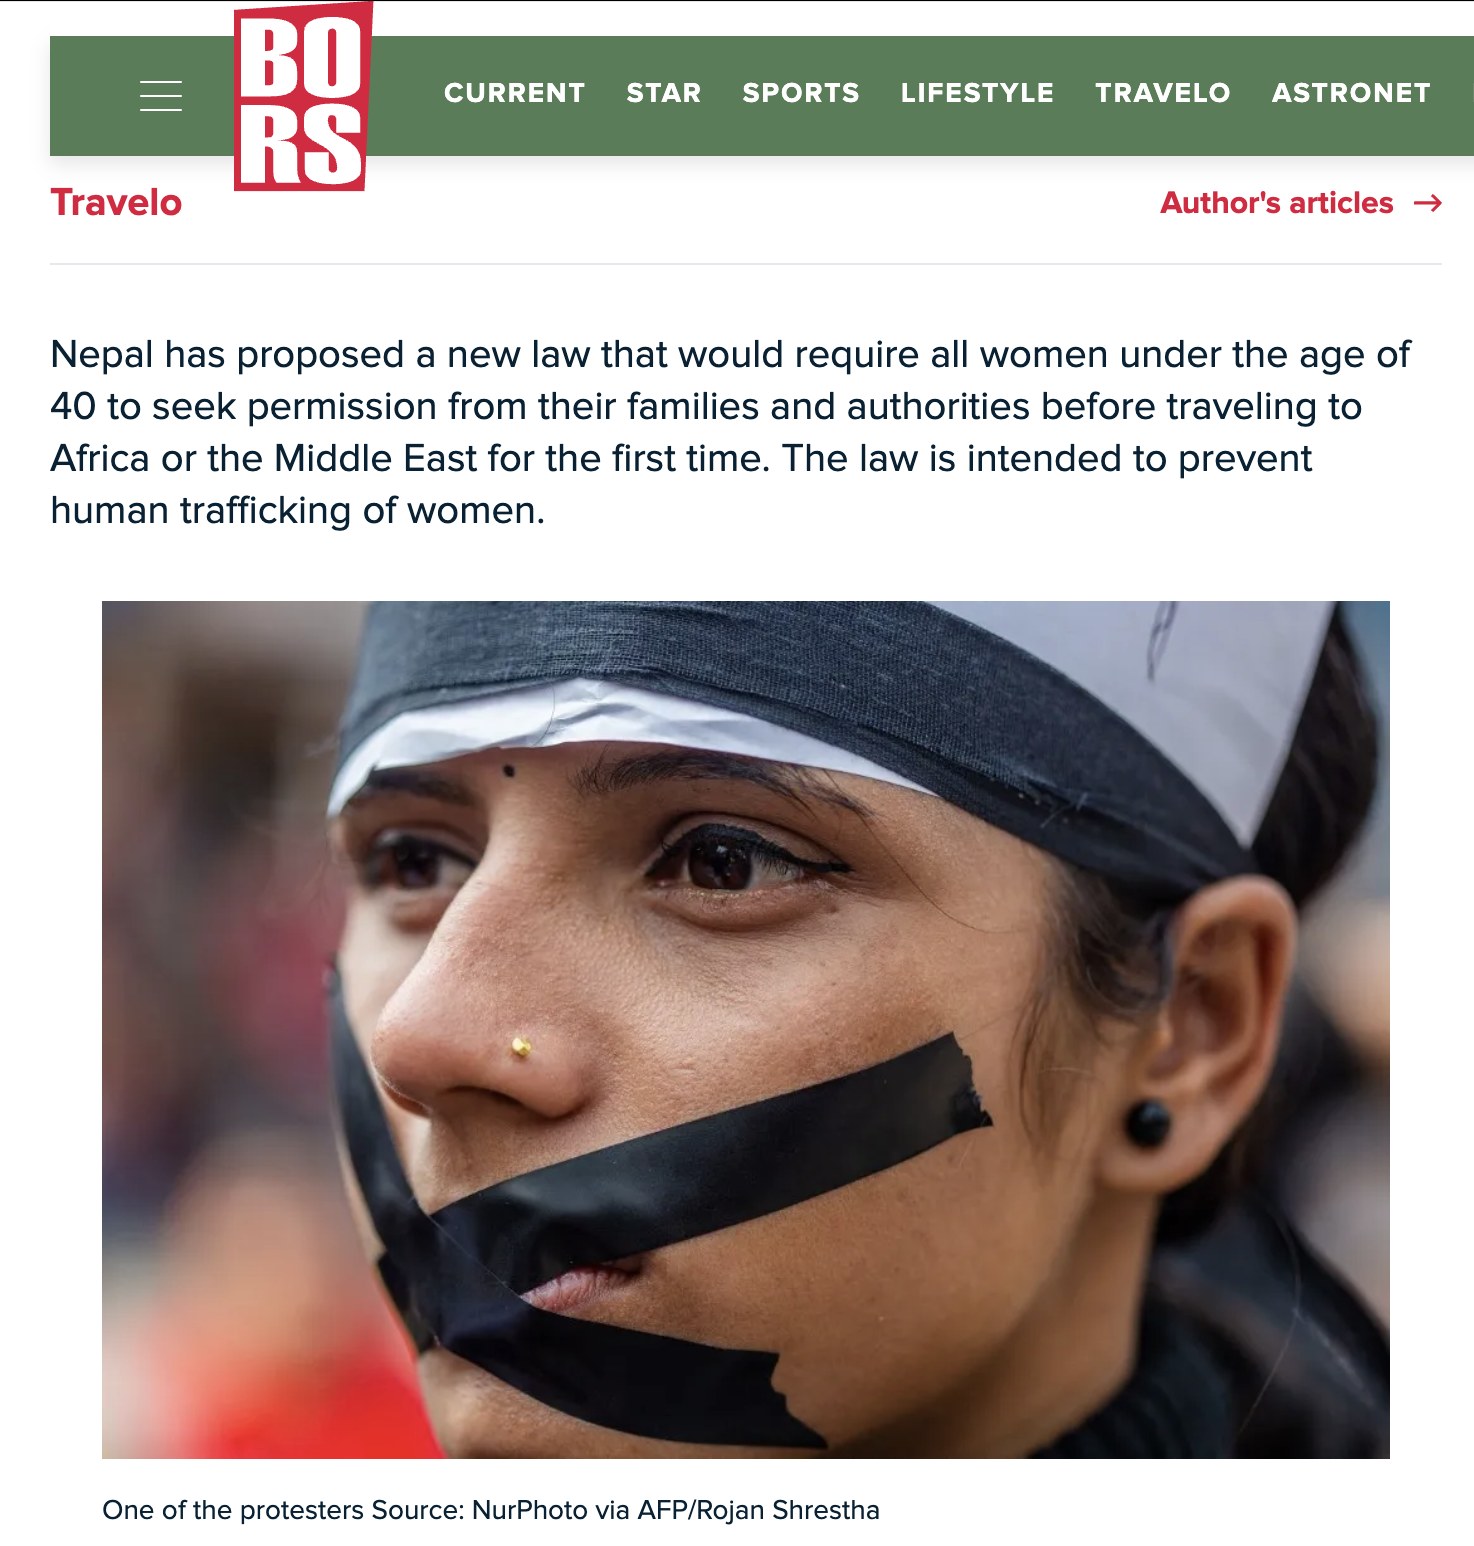 BO
RS
CURRENT STAR SPORTS LIFESTYLE TRAVELO ASTRONET
Travelo
Author's articles →
Nepal has proposed a new law that would require all women under the age of
40 to seek permission from their families and authorities before traveling to
Africa or the Middle East for the first time. The law is intended to prevent
human trafficking of women.
One of the protesters Source: NurPhoto via AFP/Rojan Shrestha